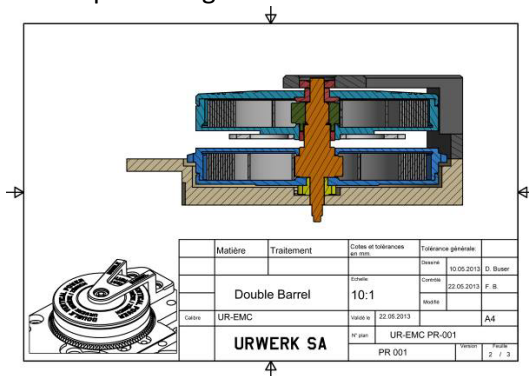 Matière
Traitement
Cotes et tolérances
en mm:
Tolérance générale:
Dessiné
10.05.2013
D. Buser
Double Barrel
Echelle
10:1
Contrôlé
22.05.2013
F. B.
Modifié
Calibre
UR-EMC
Validé le
22.05.2013
A4
URWERK SA
N° plan
UR-EMC PR-001
PR 001
Version
Feuille
2 / 3